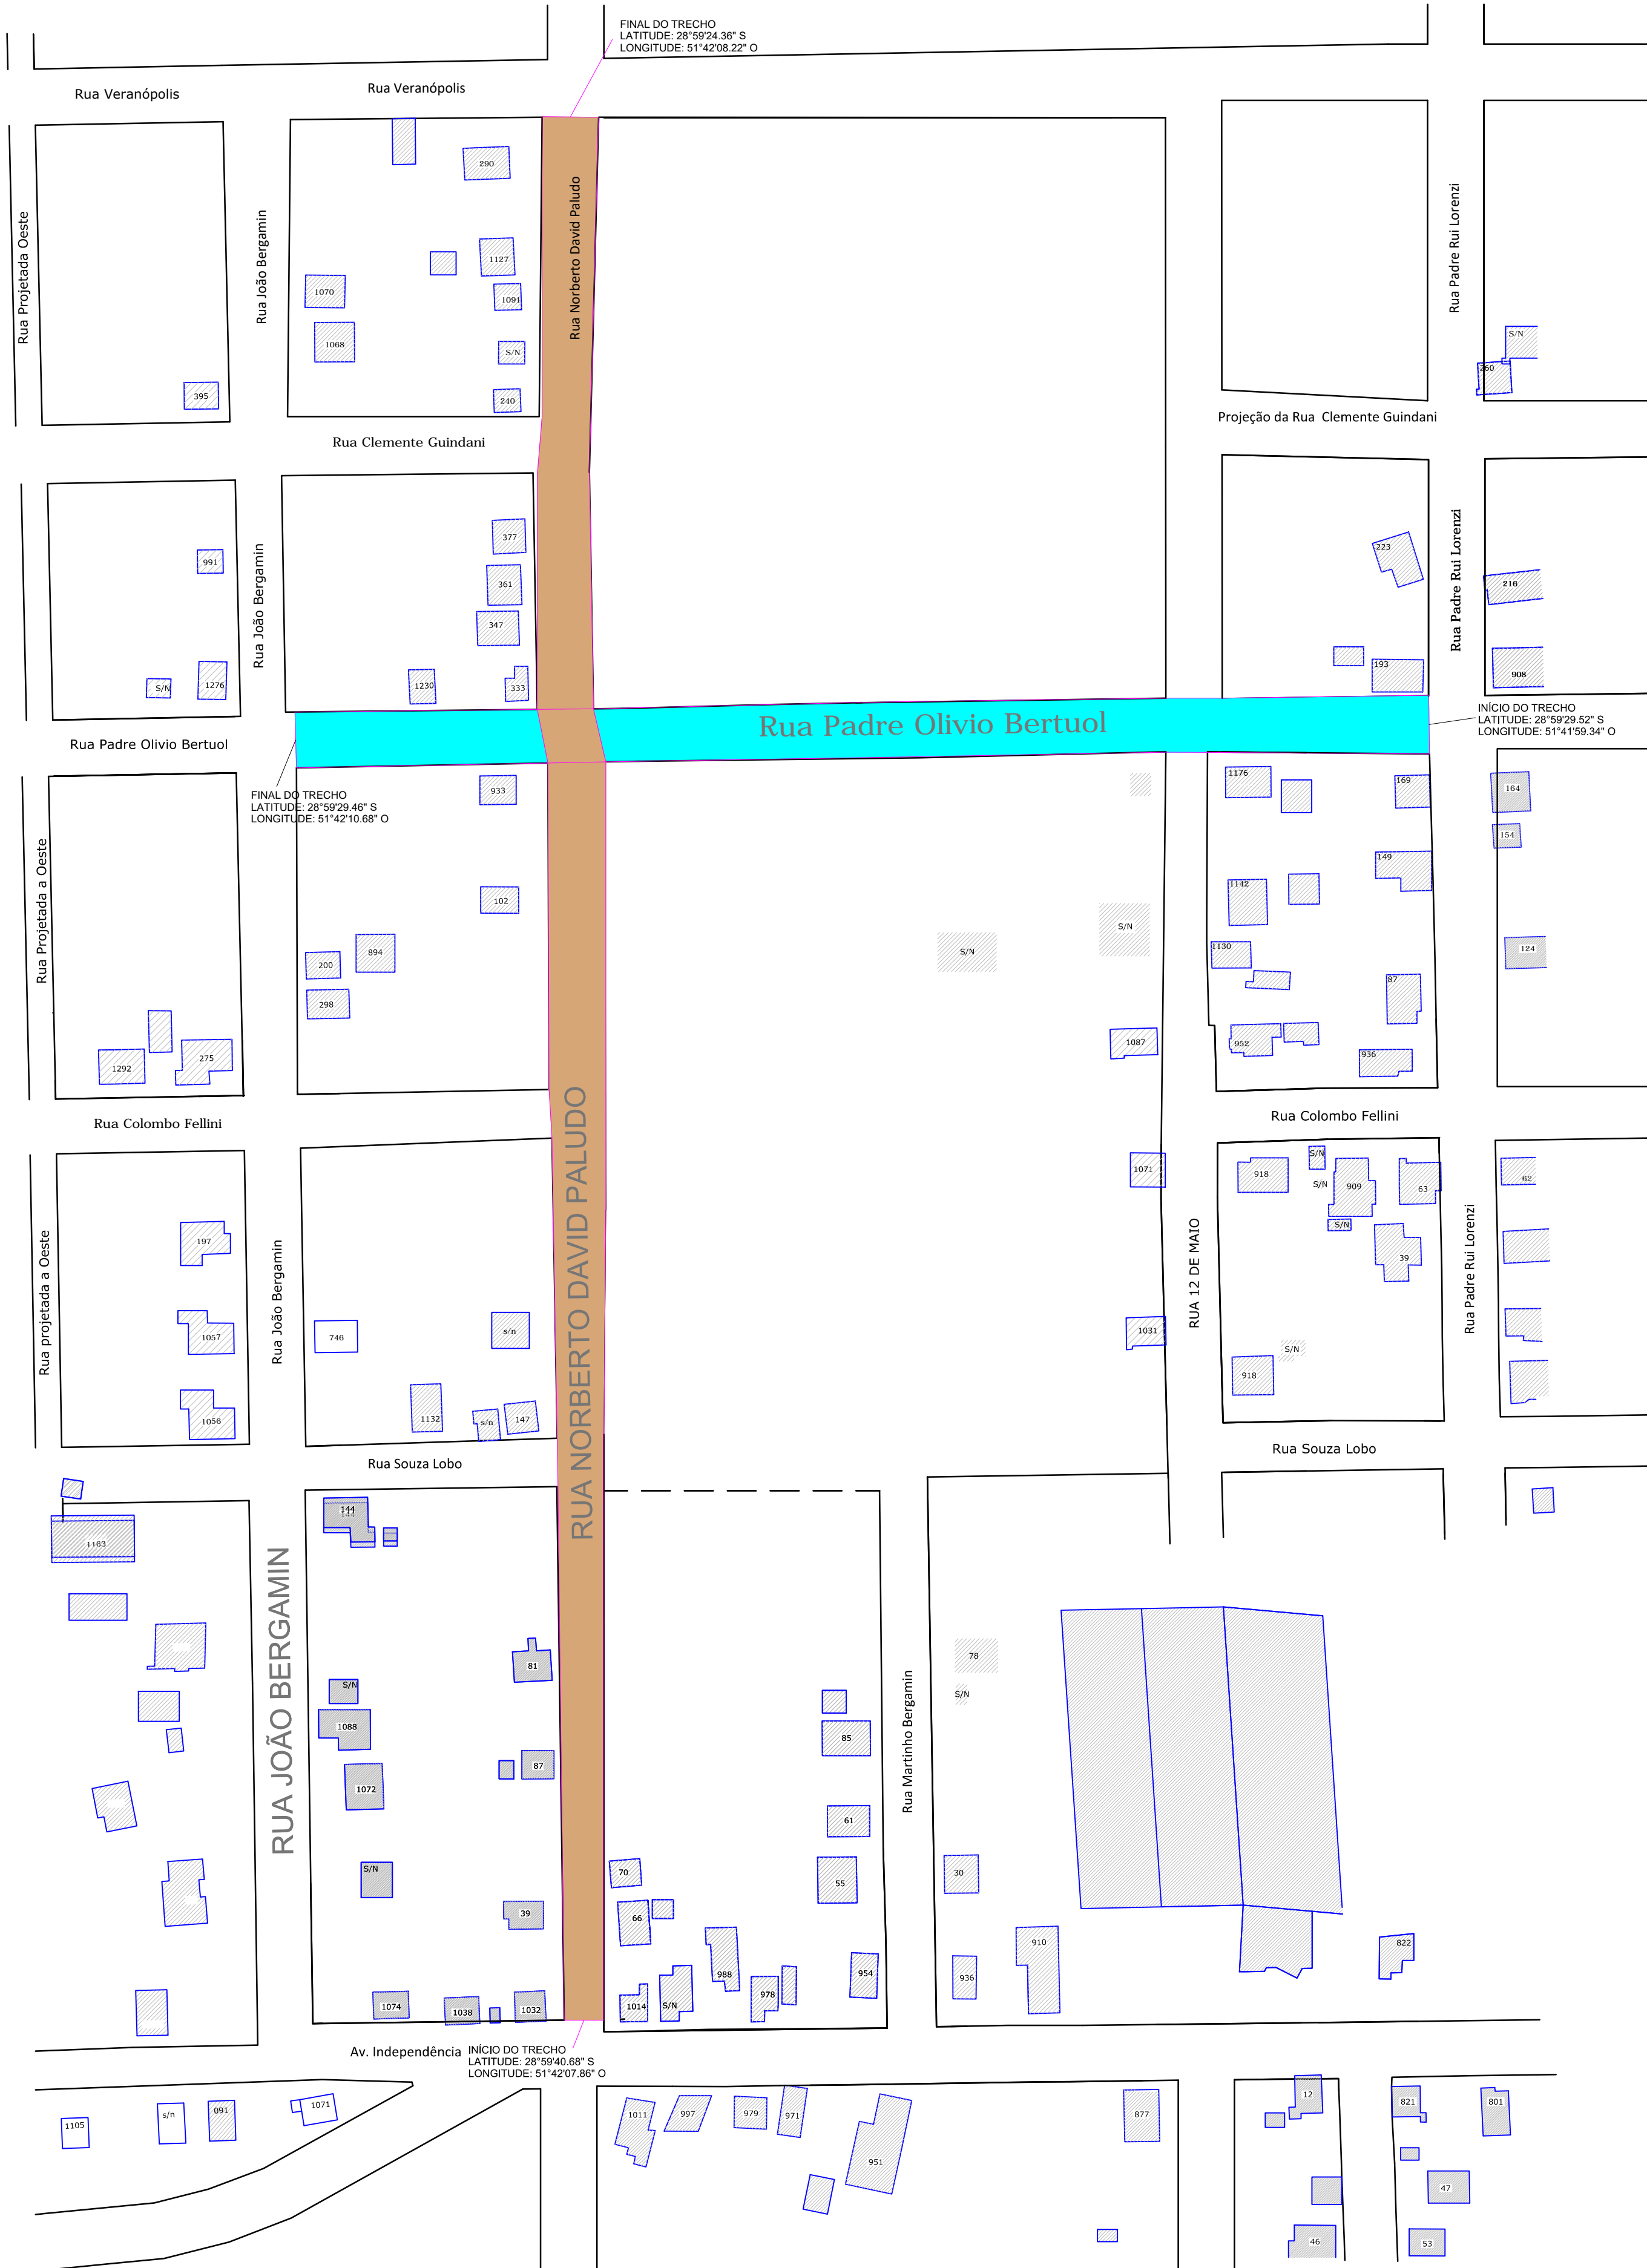 FINAL DO TRECHO
LATITUDE: 28°59'24.36" S
LONGITUDE: 51°42'08.22" O
Rua Veranópolis
Rua Veranópolis
290
Rua Norberto David Paludo
Rua Padre Rui Lorenzi
Rua Projetada Oeste
Rua João Bergamin
1127
1070
1091
1068
S/N
S/N
260
395
240
Projeção da Rua  Clemente Guindani
Rua Clemente Guindani
377
223
991
Rua João Bergamin
361
Rua Padre Rui Lorenzi
216
347
193
908
S/N
1276
1230
333
INÍCIO DO TRECHO
LATITUDE: 28°59'29.52" S
LONGITUDE: 51°41'59.34" O
Rua Padre Olivio Bertuol
Rua Padre Olivio Bertuol
FINAL DO TRECHO
LATITUDE: 28°59'29.46" S
LONGITUDE: 51°42'10.68" O
933
1176
169
164
154
149
1142
102
Rua Projetada a Oeste
S/N
S/N
894
200
1130
124
298
87
1087
952
936
275
1292
Rua Colombo Fellini
Rua Colombo Fellini
RUA NORBERTO DAVID PALUDO
1071
S/N
918
S/N
909
63
62
S/N
39
197
Rua projetada a Oeste
Rua João Bergamin
RUA 12 DE MAIO
Rua Padre Rui Lorenzi
746
s/n
1057
1031
S/N
918
1132
s/n
147
1056
Rua Souza Lobo
Rua Souza Lobo
144
1163
RUA JOÃO BERGAMIN
81
78
S/N
S/N
1088
85
Rua Martinho Bergamin
87
1072
61
S/N
70
30
55
39
66
910
822
988
936
954
978
1074
1038
1032
1014
S/N
Av. Independência
INÍCIO DO TRECHO
LATITUDE: 28°59'40.68" S
LONGITUDE: 51°42'07.86" O
1105
s/n
091
1071
1011
997
979
971
877
12
821
801
951
47
46
53